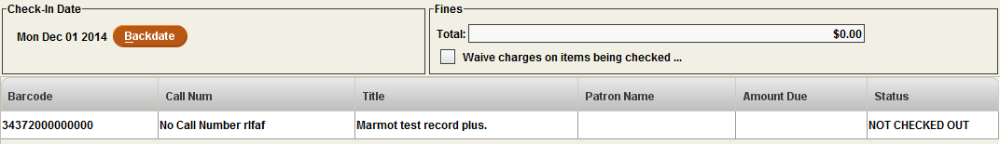 Check-In Date
Mon Dec 01 2014 Backdate
Fines
Total: $0.00
Waive charges on items being checked ...
Barcode Call Num Title Patron Name Amount Due Status
34372000000000 No Call Number rlfaf Marmot test record plus. NOT CHECKED OUT